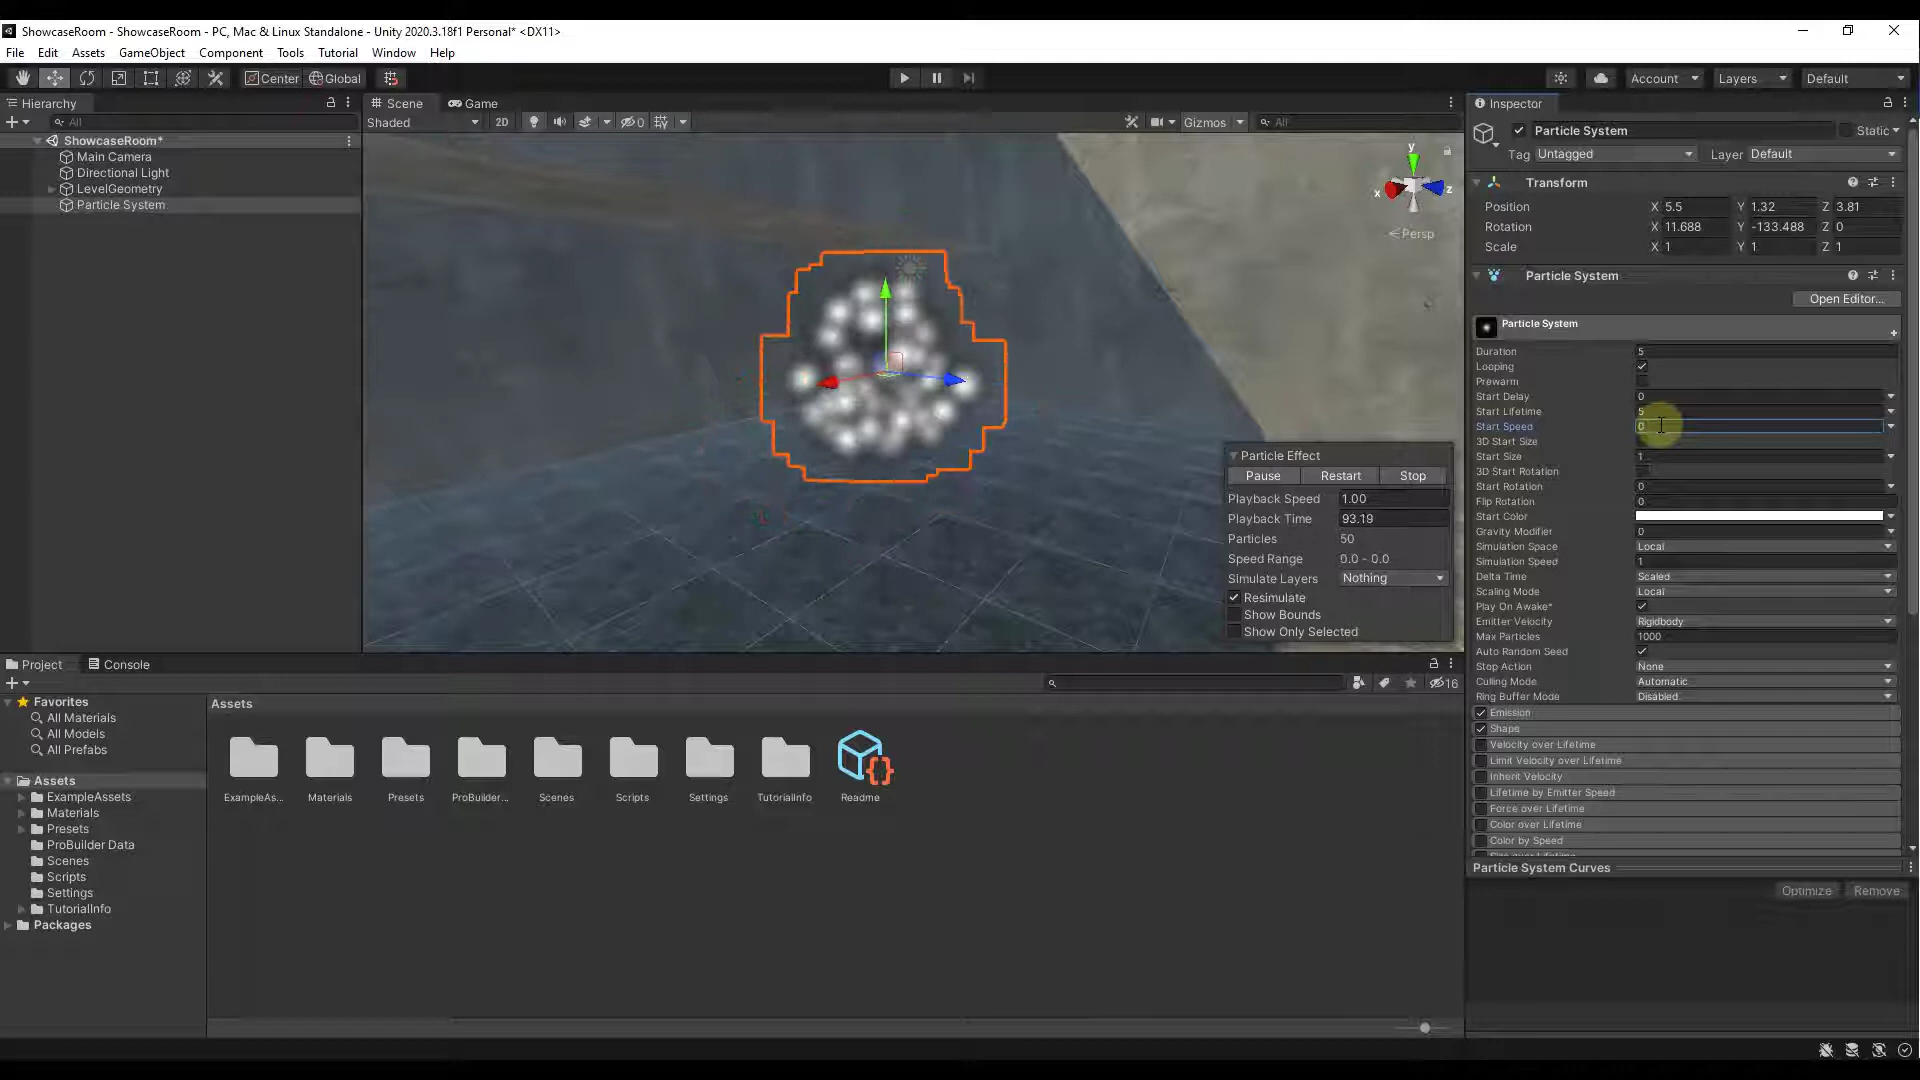 ShowcaseRoom - ShowcaseRoom - PC, Mac & Linux Standalone - Unity 2020.3.18f1 Personal* <DX11>
File Edit Assets GameObject Component Tools Tutorial Window Help
Center Global Account Layers Default
Hierarchy
All
ShowcaseRoom*
Main Camera
Directional Light
LevelGeometry
Particle System
Scene Game
Shaded 2D 0 Gizmos All
y
x z
Persp
Particle Effect
Pause Restart Stop
Playback Speed 1.00
Playback Time 93.19
Particles 50
Speed Range 0.0 - 0.0
Simulate Layers Nothing
Resimulate
Show Bounds
Show Only Selected
Inspector
Particle System Static
Tag Untagged Layer Default
Transform
Position X 5.5 Y 1.32 Z 3.81
Rotation X 11.688 Y -133.488 Z 0
Scale X 1 Y 1 Z 1
Particle System
Open Editor...
Particle System
Duration 5
Looping
Prewarm
Start Delay 0
Start Lifetime 5
Start Speed 0
3D Start Size
Start Size 1
3D Start Rotation
Start Rotation 0
Flip Rotation 0
Start Color
Gravity Modifier 0
Simulation Space Local
Simulation Speed 1
Delta Time Scaled
Scaling Mode Local
Play On Awake*
Emitter Velocity Rigidbody
Max Particles 1000
Auto Random Seed
Stop Action None
Culling Mode Automatic
Ring Buffer Mode Disabled
Emission
Shape
Velocity over Lifetime
Limit Velocity over Lifetime
Inherit Velocity
Lifetime by Emitter Speed
Force over Lifetime
Color over Lifetime
Color by Speed
Particle System Curves
Optimize Remove
Project Console
16
Favorites
All Materials
All Models
All Prefabs
Assets
ExampleAssets
Materials
Presets
ProBuilder Data
Scenes
Scripts
Settings
TutorialInfo
Packages
Assets
ExampleAs... Materials Presets ProBuilder... Scenes Scripts Settings TutorialInfo Readme